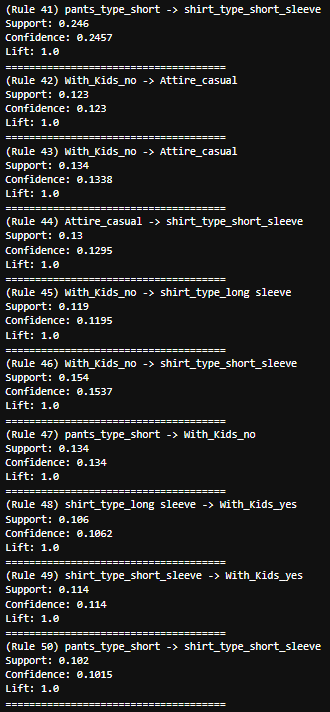 (Rule 41) pants_type_short -> shirt_type_short_sleeve
Support: 0.246
Confidence: 0.2457
Lift: 1.0
=====================================
(Rule 42) With_Kids_no -> Attire_casual
Support: 0.123
Confidence: 0.123
Lift: 1.0
=====================================
(Rule 43) With_Kids_no -> Attire_casual
Support: 0.134
Confidence: 0.1338
Lift: 1.0
=====================================
(Rule 44) Attire_casual -> shirt_type_short_sleeve
Support: 0.13
Confidence: 0.1295
Lift: 1.0
=====================================
(Rule 45) With_Kids_no -> shirt_type_long sleeve
Support: 0.119
Confidence: 0.1195
Lift: 1.0
=====================================
(Rule 46) With_Kids_no -> shirt_type_short_sleeve
Support: 0.154
Confidence: 0.1537
Lift: 1.0
=====================================
(Rule 47) pants_type_short -> With_Kids_no
Support: 0.134
Confidence: 0.134
Lift: 1.0
=====================================
(Rule 48) shirt_type_long sleeve -> With_Kids_yes
Support: 0.106
Confidence: 0.1062
Lift: 1.0
=====================================
(Rule 49) shirt_type_short_sleeve -> With_Kids_yes
Support: 0.114
Confidence: 0.114
Lift: 1.0
=====================================
(Rule 50) pants_type_short -> shirt_type_short_sleeve
Support: 0.102
Confidence: 0.1015
Lift: 1.0
=====================================